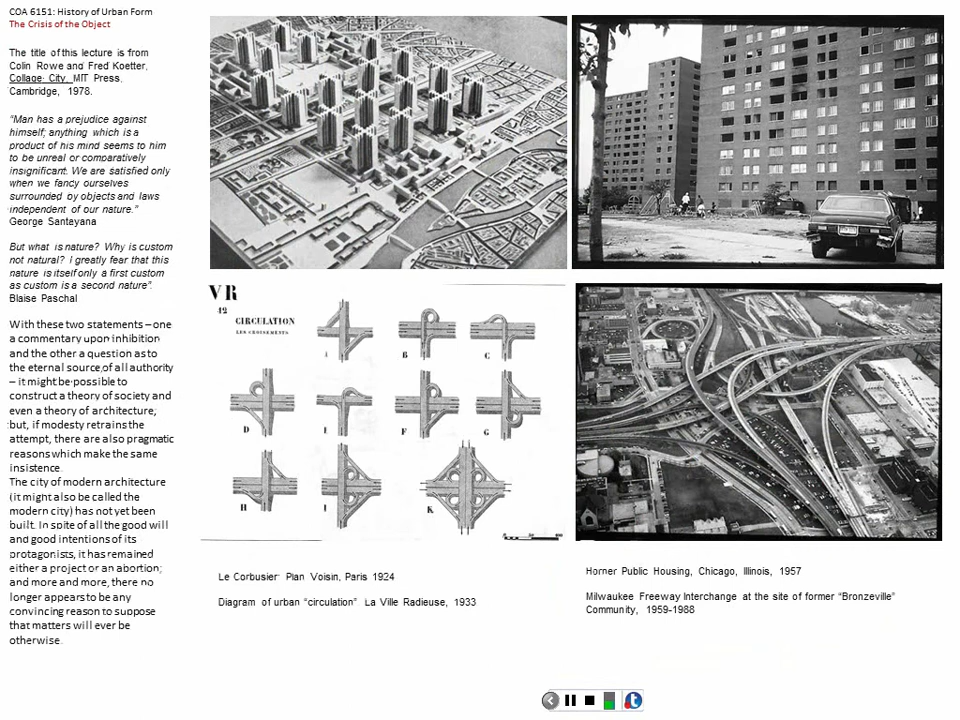 COA 6151: History of Urban Form
The Crisis of the Object
The title of this lecture is from
Colin Rowe and Fred Koetter,
Collage City, MIT Press,
Cambridge, 1978.
"Man has a prejudice against
himself; anything which is a
product of his mind seems to him
to be unreal or comparatively
insignificant. We are satisfied only
when we fancy ourselves
surrounded by objects and laws
independent of our nature."
George Santayana
But what is nature? Why is custom
not natural? I greatly fear that this
nature is itself only a first custom
as custom is a second nature".
Blaise Paschal
With these two statements – one
a commentary upon inhibition
and the other a question as to
the eternal source,of all authority
– it might be possible to
construct a theory of society and
even a theory of architecture;
but, if modesty retrains the
attempt, there are also pragmatic
reasons which make the same
insistence.
The city of modern architecture
(it might also be called the
modern city) has not yet been
built. In spite of all the good will
and good intentions of its
protagonists, it has remained
either a project or an abortion;
and more and more, there no
longer appears to be any
convincing reason to suppose
that matters will ever be
otherwise.
VR
42
CIRCULATION
LES CROISEMENTS
A
B
C
D
E
F
G
H
I
K
Le Corbusier Plan Voisin, Paris 1924
Diagram of urban "circulation" La Ville Radieuse, 1933
Horner Public Housing, Chicago, Illinois, 1957
Milwaukee Freeway Interchange at the site of former "Bronzeville"
Community, 1959-1988